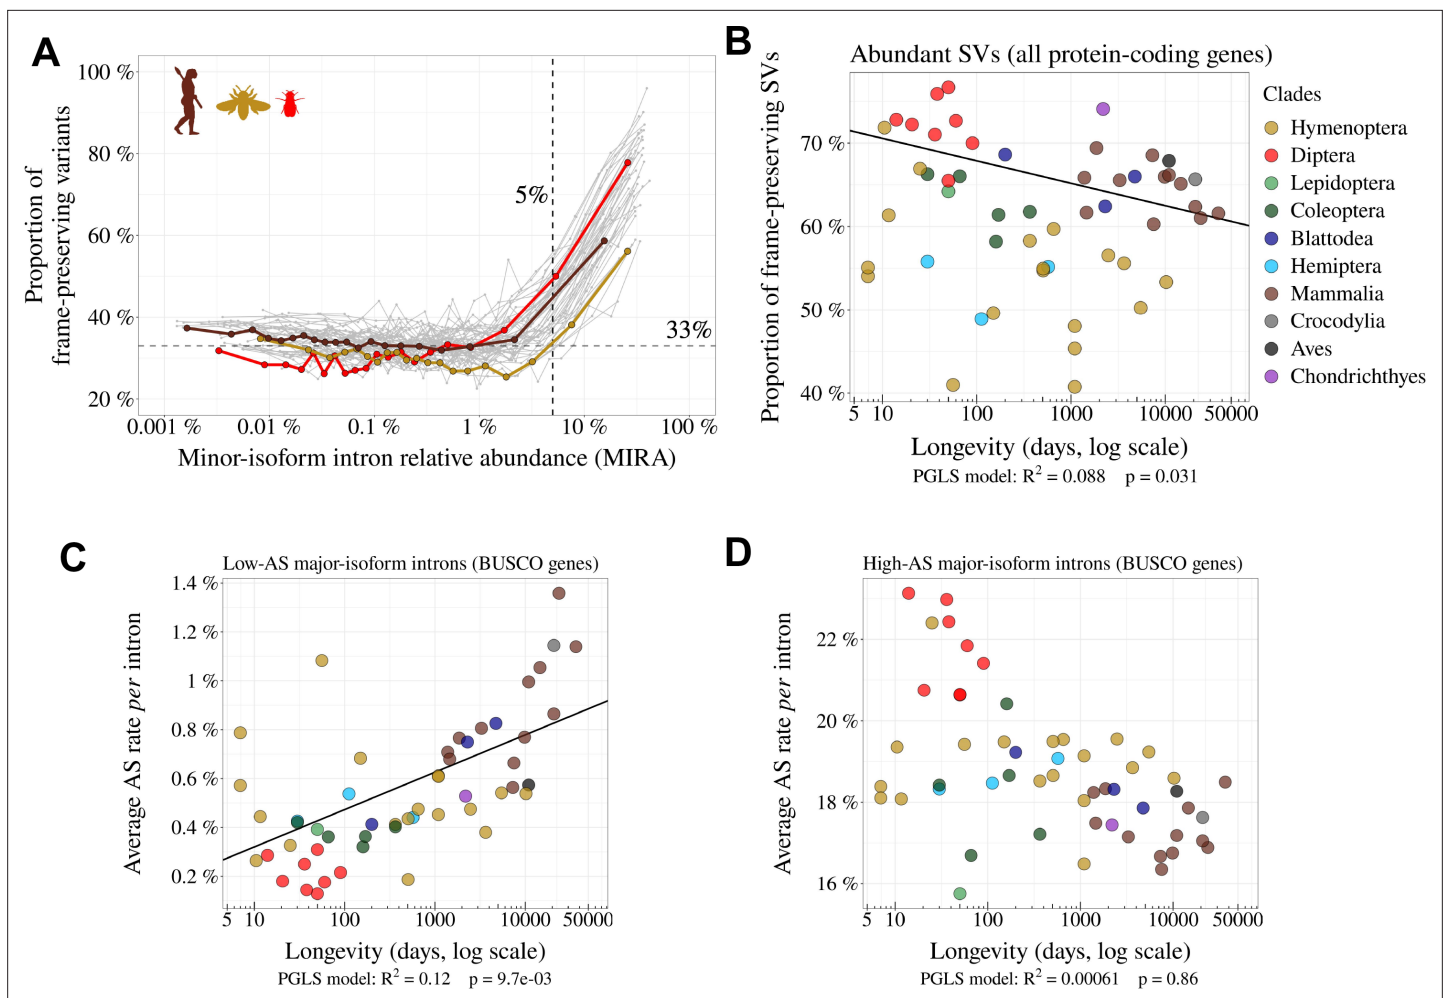 A
Proportion of
frame-preserving variants
100 %
80 %
60 %
40 %
20 %
5%
33%
0.001 %
0.01 %
0.1 %
1 %
10 %
100 %
Minor-isoform intron relative abundance (MIRA)
B
Abundant SVs (all protein-coding genes)
Proportion of frame-preserving SVs
70 %
60 %
50 %
40 %
5
10
100
1000
10000
50000
Longevity (days, log scale)
PGLS model: R² = 0.088 p = 0.031
Clades
Hymenoptera
Diptera
Lepidoptera
Coleoptera
Blattodea
Hemiptera
Mammalia
Crocodylia
Aves
Chondrichthyes
C
Low-AS major-isoform introns (BUSCO genes)
Average AS rate per intron
1.4 %
1.2 %
1 %
0.8 %
0.6 %
0.4 %
0.2 %
5
10
100
1000
10000
50000
Longevity (days, log scale)
PGLS model: R² = 0.12 p = 9.7e-03
D
High-AS major-isoform introns (BUSCO genes)
Average AS rate per intron
22 %
20 %
18 %
16 %
5
10
100
1000
10000
50000
Longevity (days, log scale)
PGLS model: R² = 0.00061 p = 0.86